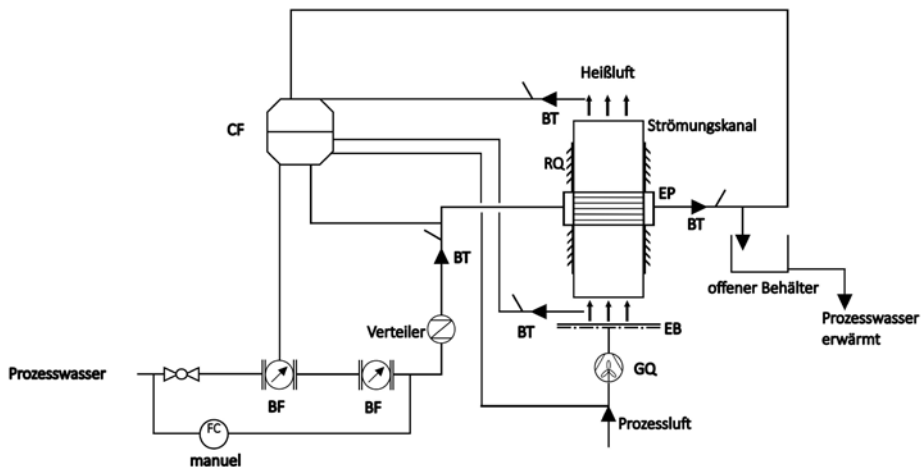 Heißluft
BT
Strömungskanal
CF
RQ
EP
BT
BT
offener Behälter
Verteiler
BT
EB
Prozesswasser
erwärmt
GQ
Prozesswasser
BF
BF
FC
Prozessluft
manuel